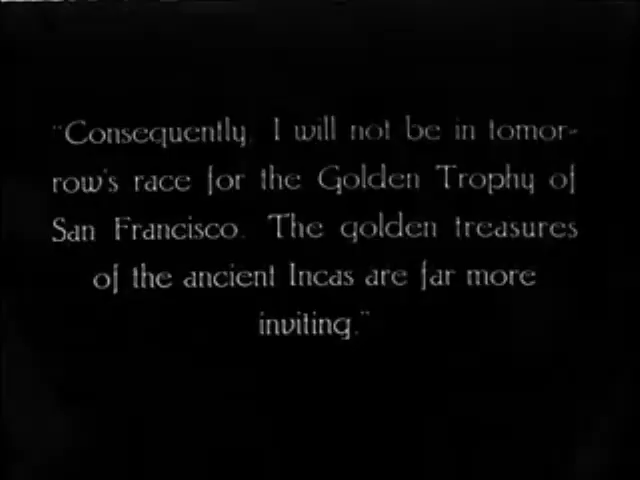 "Consequently, I will not be in tomor-
row's race for the Golden Trophy of
San Francisco. The golden treasures
of the ancient Incas are far more
inviting."